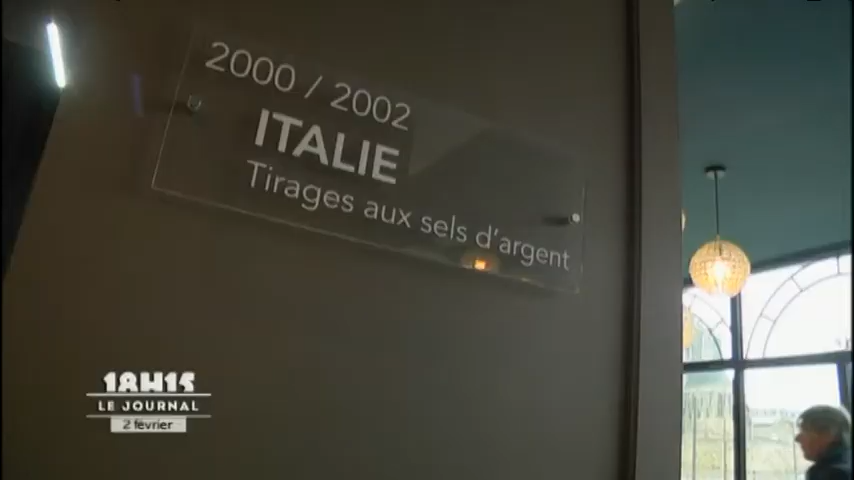 2000 / 2002
ITALIE
Tirages aux sels d'argent
18H15
LE JOURNAL
2 février